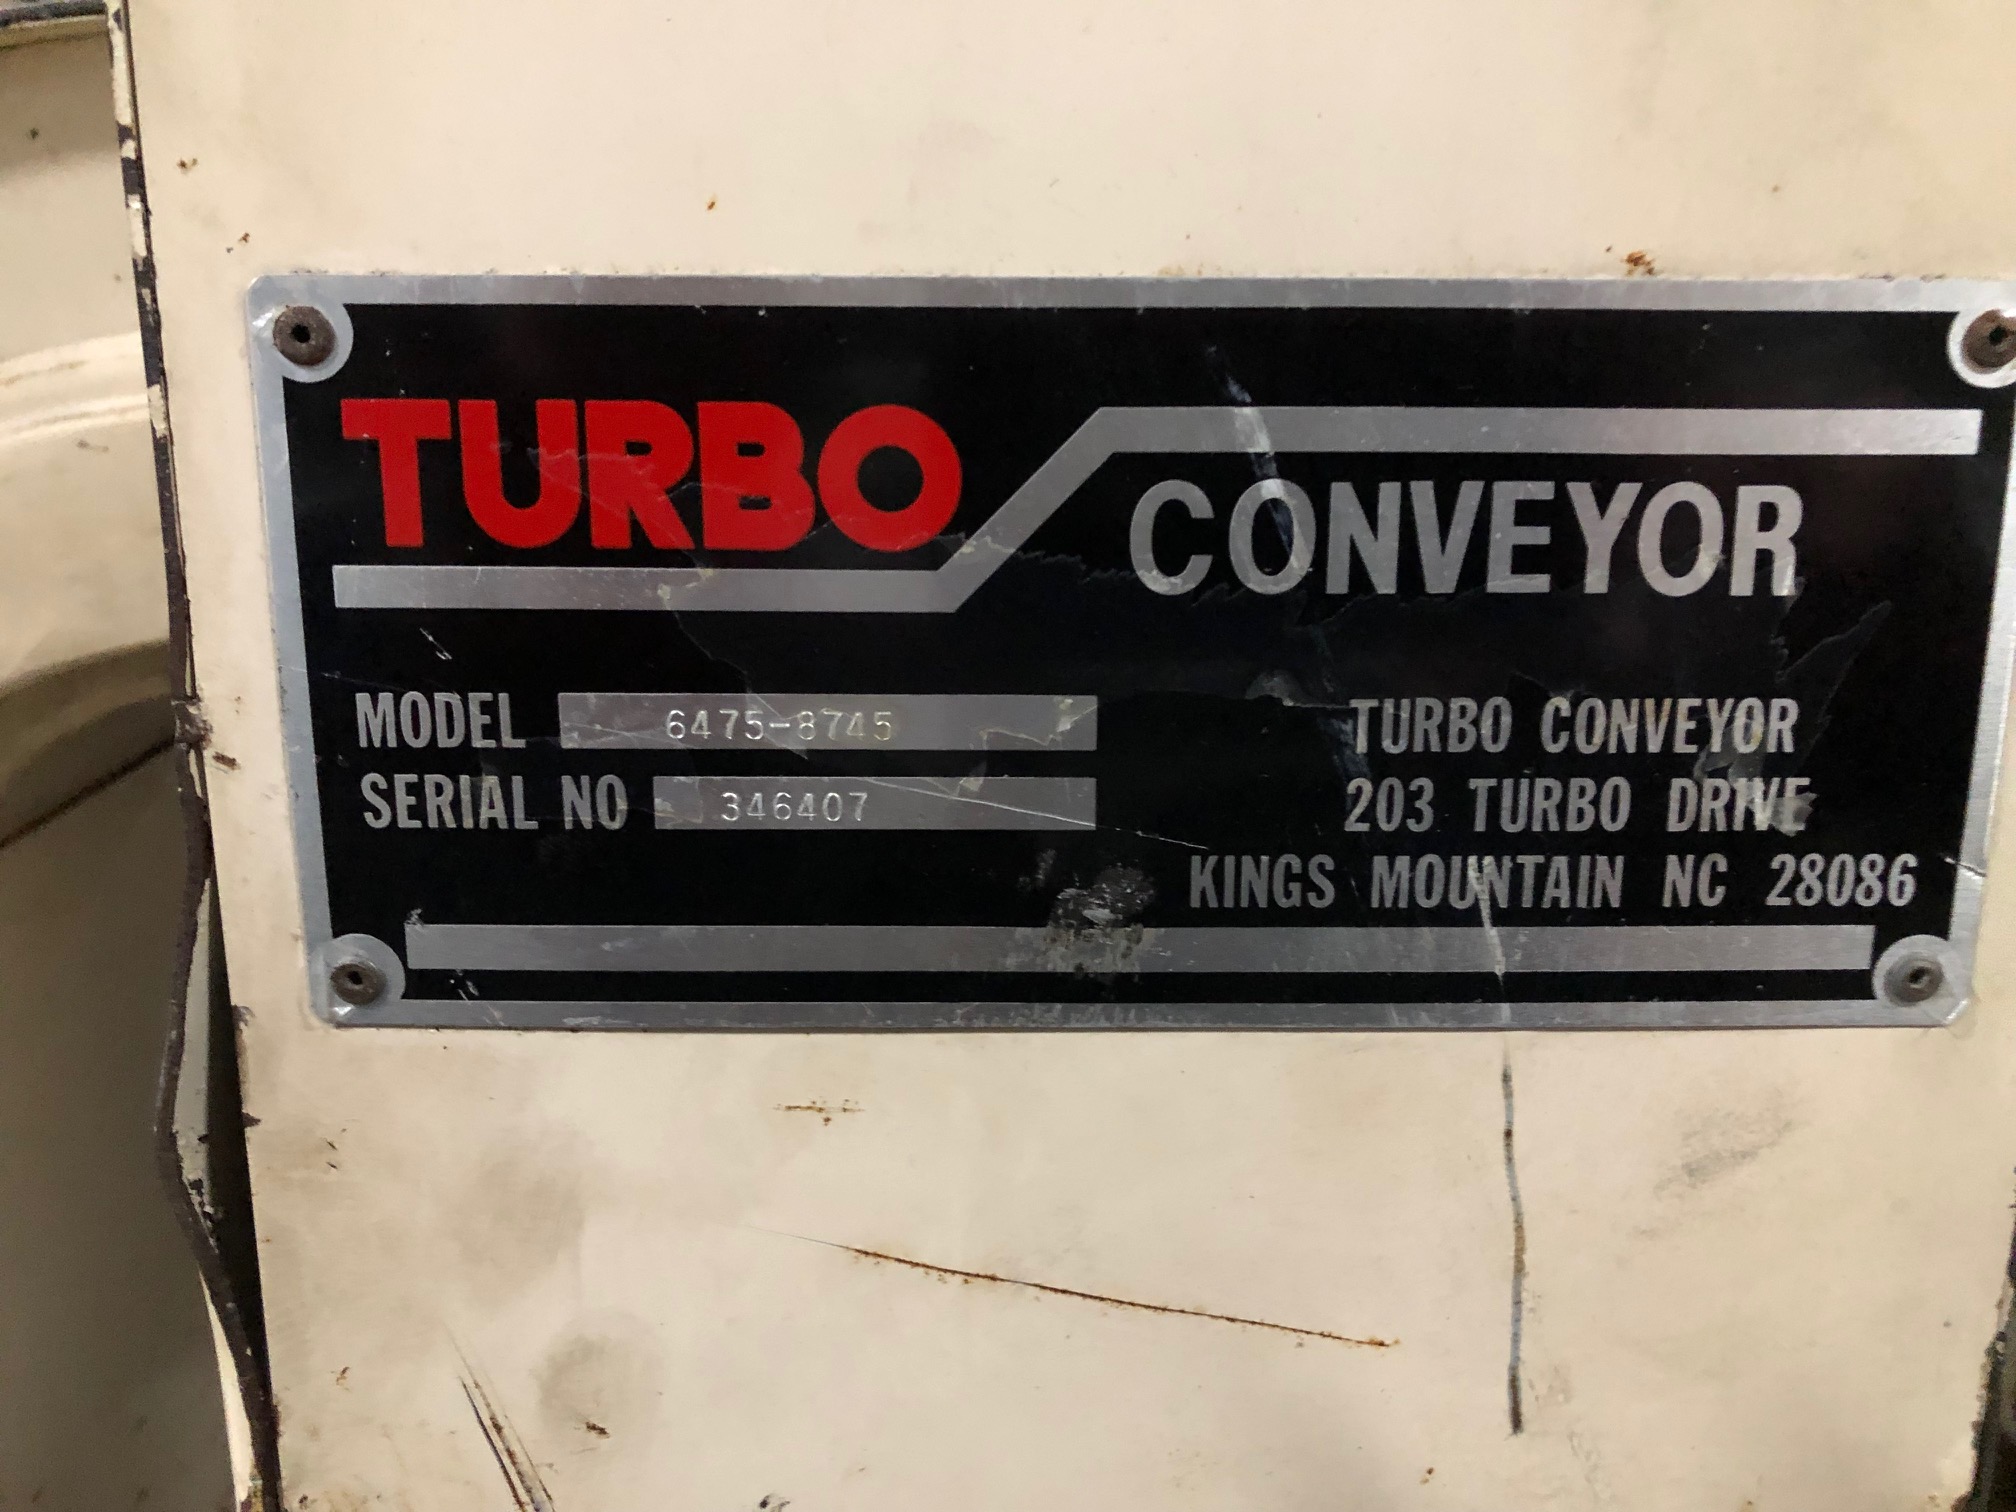 TURBO CONVEYOR
MODEL 6475-8745
SERIAL NO 346407
TURBO CONVEYOR
203 TURBO DRIVE
KINGS MOUNTAIN NC 28086